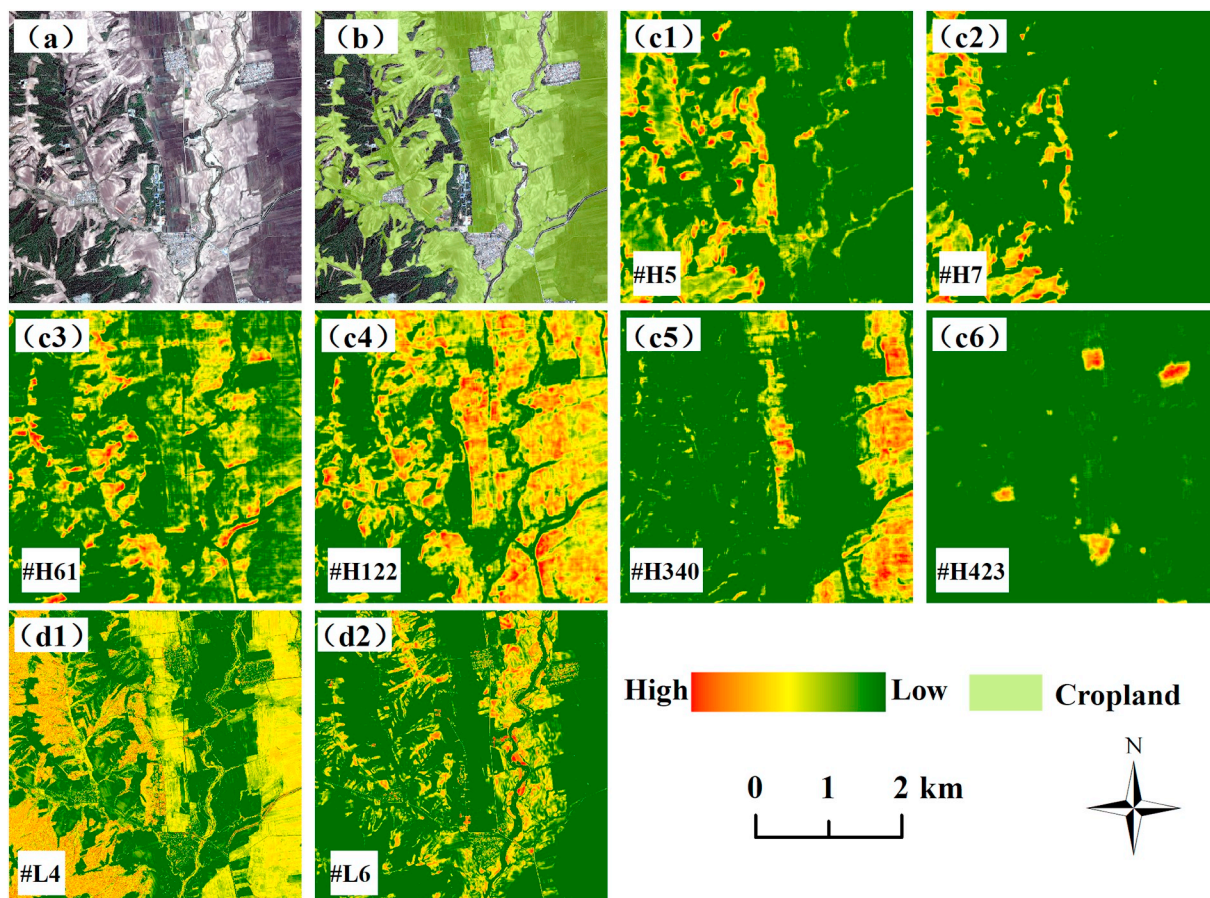 (a)
(b)
(c1)
(c2)
#H5
#H7
(c3)
(c4)
(c5)
(c6)
#H61
#H122
#H340
#H423
(d1)
(d2)
#L4
#L6
High
Low
Cropland
0 1 2 km
N